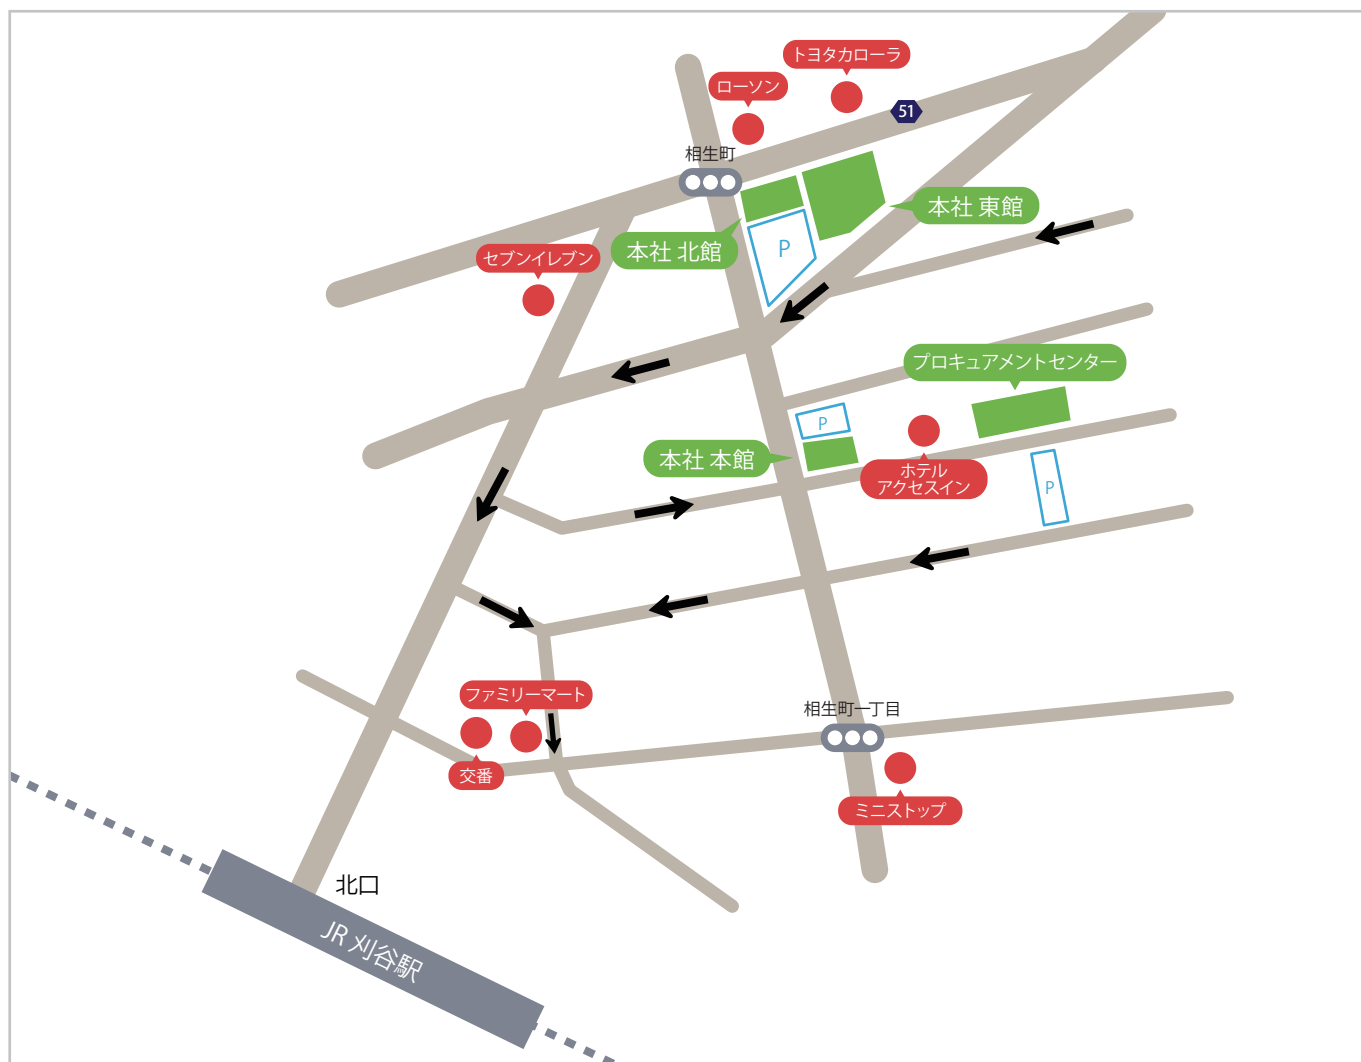 トヨタカローラ
ローソン
51
相生町
本社 東館
本社 北館
P
セブンイレブン
プロキュアメントセンター
P
本社 本館
ホテル
アクセスイン
P
ファミリーマート
相生町一丁目
交番
ミニストップ
北口
JR 刈谷駅